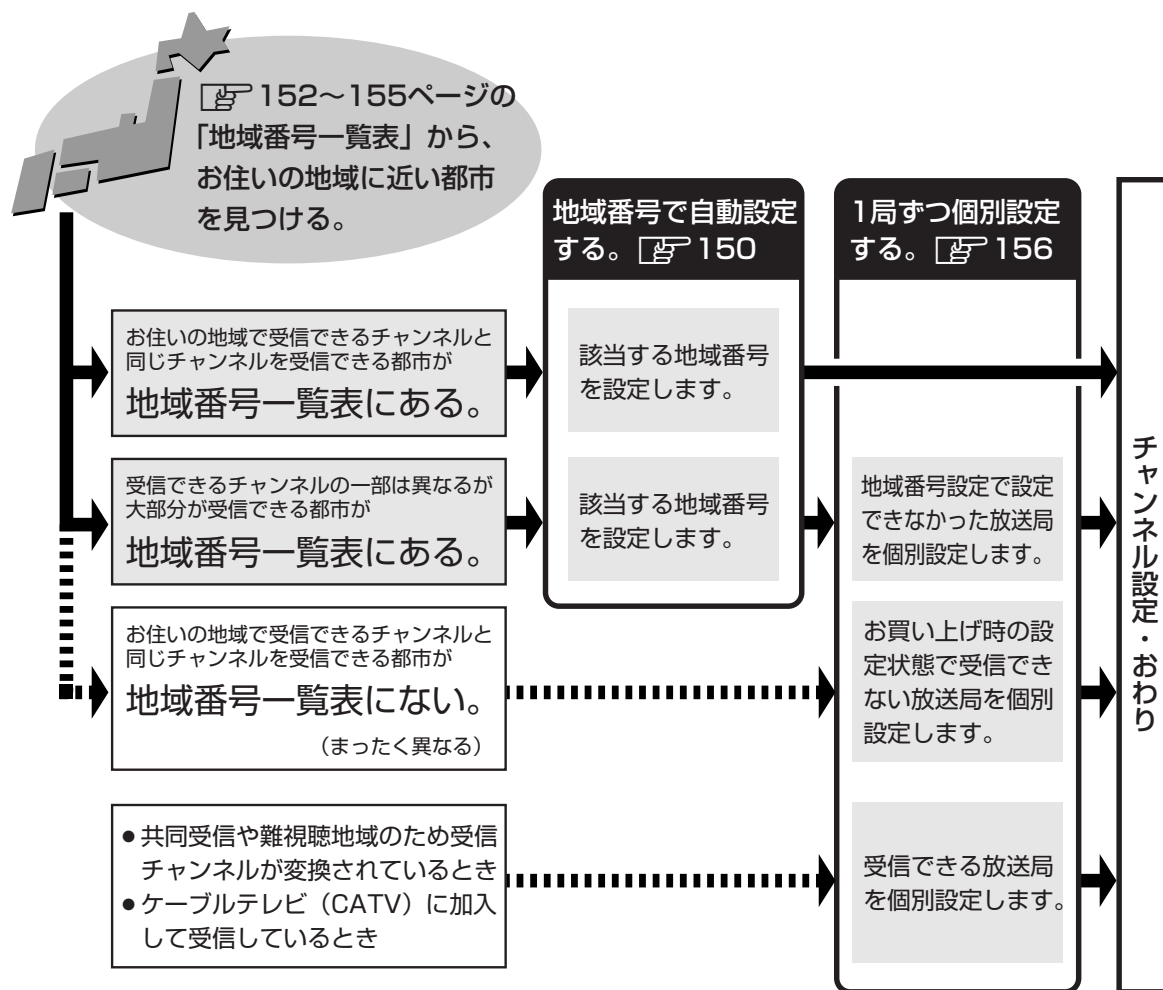 152～155ページの
「地域番号一覧表」から、
お住いの地域に近い都市
を見つける。
地域番号で自動設定
する。 150
1局ずつ個別設定
する。 156
お住いの地域で受信できるチャンネルと
同じチャンネルを受信できる都市が
地域番号一覧表にある。
該当する地域番号
を設定します。
受信できるチャンネルの一部は異なるが
大部分が受信できる都市が
地域番号一覧表にある。
該当する地域番号
を設定します。
地域番号設定で設定
できなかった放送局
を個別設定します。
お住いの地域で受信できるチャンネルと
同じチャンネルを受信できる都市が
地域番号一覧表にない。
（まったく異なる）
お買い上げ時の設
定状態で受信でき
ない放送局を個別
設定します。
●共同受信や難視聴地域のため受信
チャンネルが変換されているとき
●ケーブルテレビ（CATV）に加入
して受信しているとき
受信できる放送局
を個別設定します。
チャンネル設定・おわり